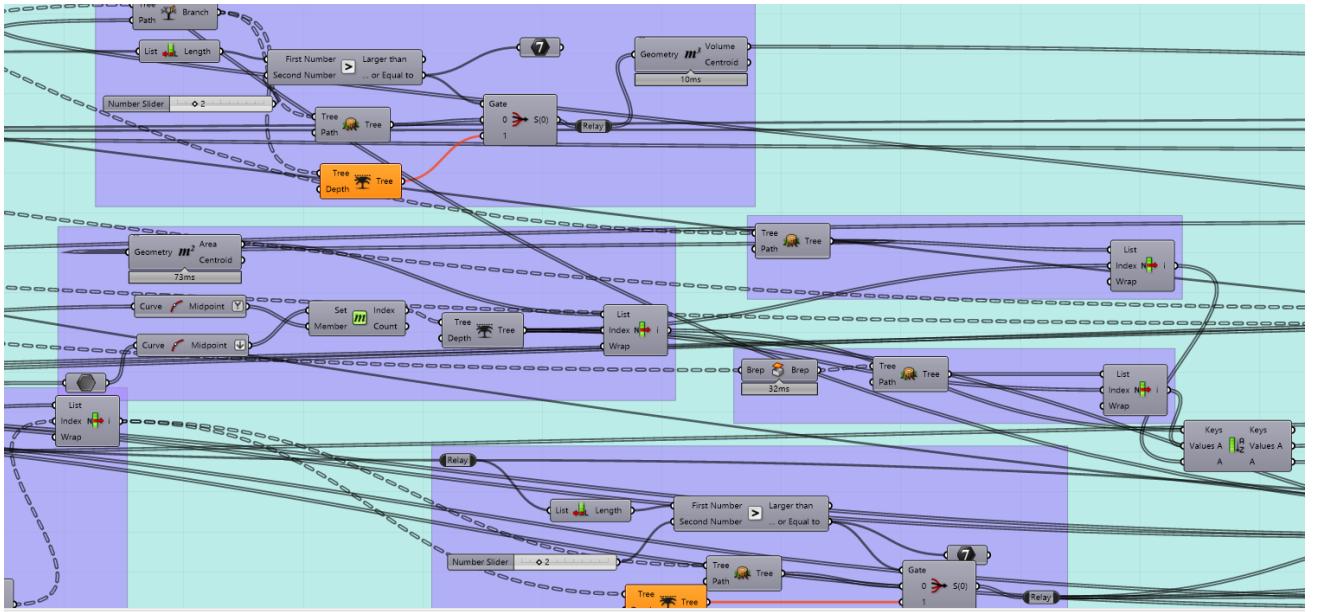 Tree Branch
Path
List Length
First Number Larger than
Second Number > ... or Equal to
7
Geometry m³ Volume
Centroid
10ms
Number Slider ◇ 2
Tree Tree
Path
Gate
0 S(0)
1
Relay
Tree Tree
Depth
Geometry m² Area
Centroid
73ms
Tree Tree
Path
List
Index N i
Wrap
Curve Midpoint Y
Set m Index
Member Count
Tree Tree
Depth
List
Index N i
Wrap
Curve Midpoint
Brep Brep
32ms
Tree Tree
Path
List
Index N i
Wrap
List
Index N i
Wrap
Keys Keys
Values A AZ Values A
A A
Relay
List Length
First Number Larger than
Second Number > ... or Equal to
7
Number Slider ◇ 2
Tree Tree
Path
Gate
0 S(0)
1
Relay
Tree Tree